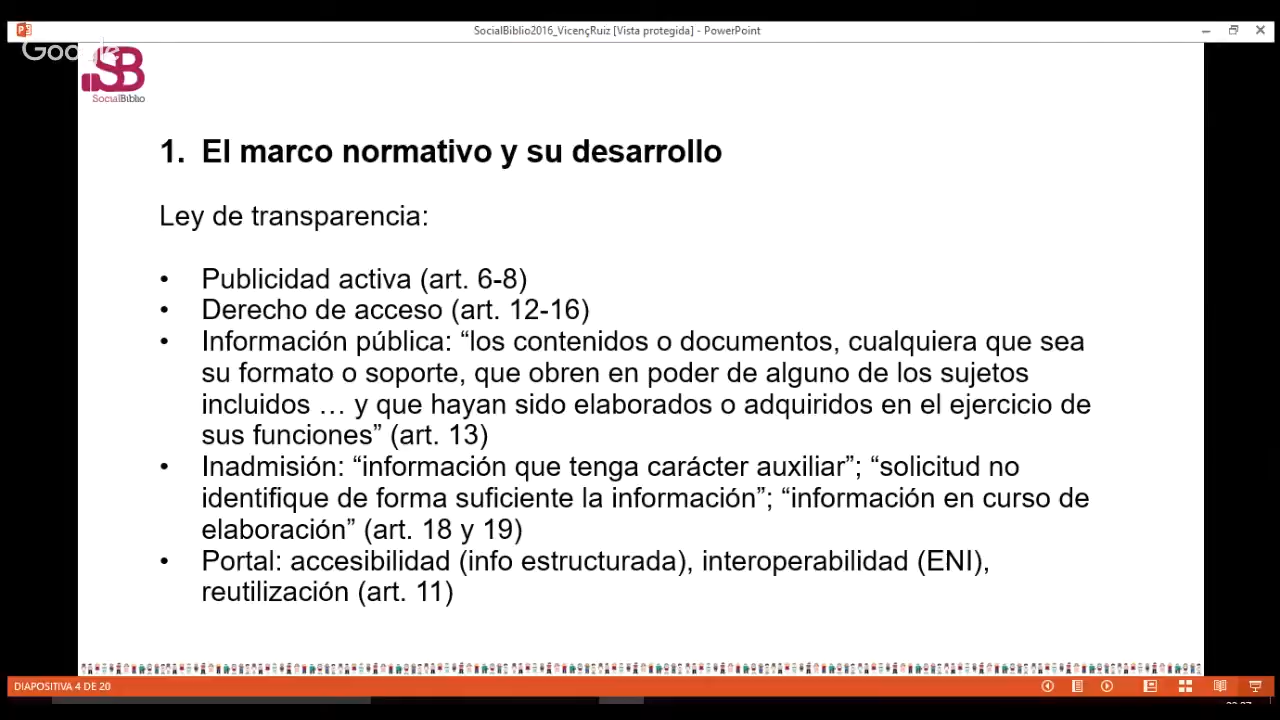 SocialBiblio2016_VicençRuiz [Vista protegida] - PowerPoint
Google
SB
SocialBiblio
1. El marco normativo y su desarrollo
Ley de transparencia:
• Publicidad activa (art. 6-8)
• Derecho de acceso (art. 12-16)
• Información pública: “los contenidos o documentos, cualquiera que sea
su formato o soporte, que obren en poder de alguno de los sujetos
incluidos … y que hayan sido elaborados o adquiridos en el ejercicio de
sus funciones” (art. 13)
• Inadmisión: “información que tenga carácter auxiliar”; “solicitud no
identifique de forma suficiente la información”; “información en curso de
elaboración” (art. 18 y 19)
• Portal: accesibilidad (info estructurada), interoperabilidad (ENI),
reutilización (art. 11)
DIAPOSITIVA 4 DE 20